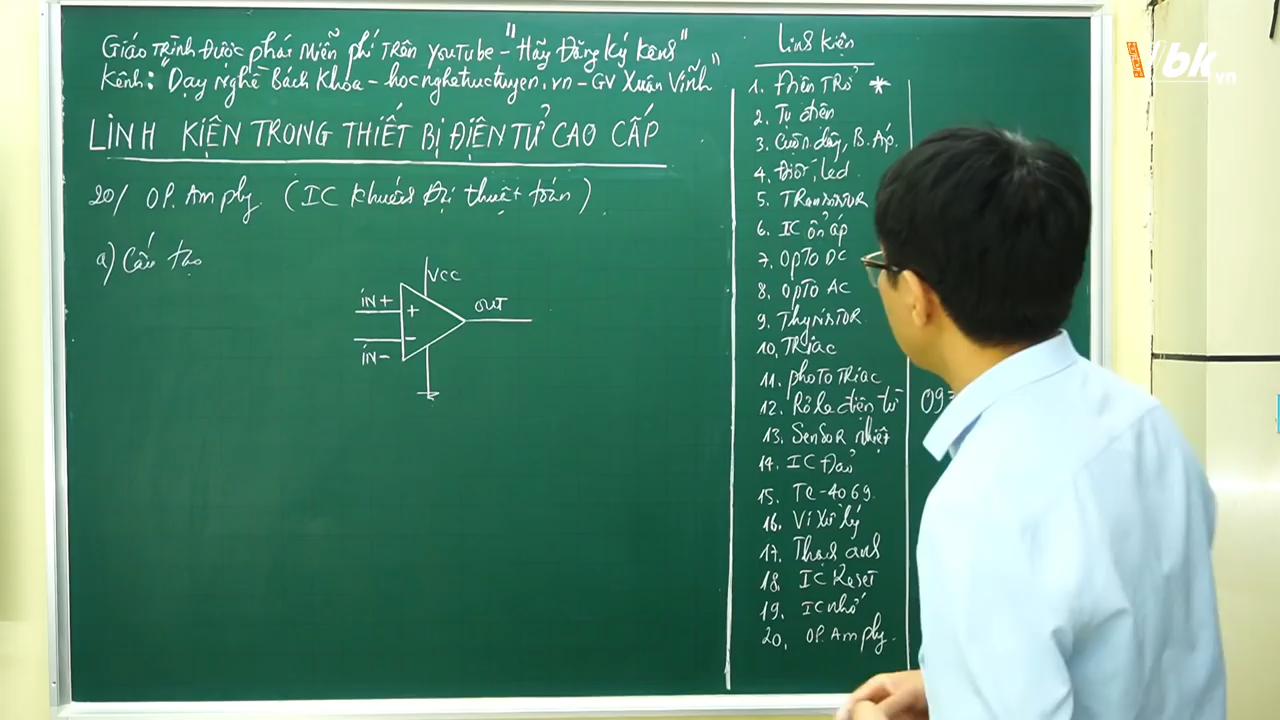 Giáo Trình Được phát Miễn phí Trên YouTube - "Hãy Đăng Ký Kênh"
Kênh: "Dạy Nghề Bách Khoa - hocnghetructuyen.vn - GV Xuân Vĩnh"
LINH KIỆN TRONG THIẾT BỊ ĐIỆN TỬ CAO CẤP
20/ OP. Amply. (IC khuếch Đại thuật toán)
a) Cấu tạo
VCC
IN+
+
OUT
-
IN-
Linh kiện
1. Điện TRở *
2. Tụ điện
3. Cuộn dây, B. Áp.
4. Điốt, Led.
5. TRansisTOR
6. IC ổn áp
7. OpTo DC
8. OpTo AC
9. ThyRisTOR
10. TRiac
11. phoTo TRiac
12. Rơ le điện từ
13. SenSoR nhiệt
14. IC Đảo
15. TC-4069.
16. Vi xử lý
17. Thạch anh
18. IC ReseT
19. IC nhớ
20. OP. Amply.
09
bk.vn